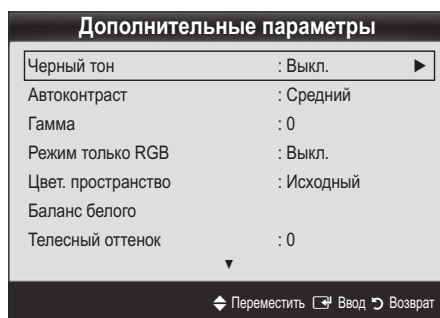 Дополнительные параметры
Черный тон : Выкл. ▶
Автоконтраст : Средний
Гамма : 0
Режим только RGB : Выкл.
Цвет. пространство : Исходный
Баланс белого
Телесный оттенок : 0
▼
Переместить Ввод Возврат